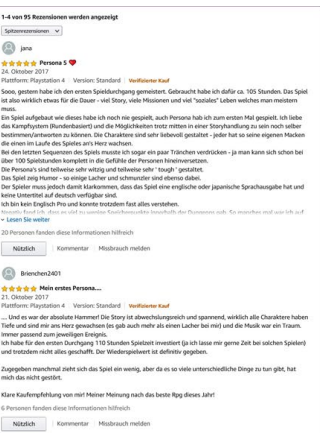 1-4 von 95 Rezensionen werden angezeigt
Spitzenrezensionen
jana
Persona 5
24. Oktober 2017
Plattform: Playstation 4 Version: Standard Verifizierter Kauf
Sooo, gestern habe ich den ersten Spieldurchgang gemeistert. Gebraucht habe ich dafür ca. 105 Stunden. Das Spiel
ist also wirklich etwas für die Dauer - viel Story, viele Missionen und viel "soziales" Leben welches man meistern
muss.
Ein Spiel aufgebaut wie dieses habe ich noch nie gespielt, auch Persona hab ich zum ersten Mal gespielt. Ich liebe
das Kampfsystem (Rundenbasiert) und die Möglichkeiten trotz mitten in einer Storyhandlung zu sein noch selber
bestimmen/antworten zu können. Die Charaktere sind sehr liebevoll gestaltet - jeder hat so seine eigenen Macken
die einen im Laufe des Spieles an's Herz wachsen.
Bei den letzten Sequenzen des Spiels musste ich sogar ein paar Tränchen verdrücken - ja man kann sich schon bei
über 100 Spielstunden komplett in die Gefühle der Personen hineinversetzen.
Die Persona's sind teilweise sehr witzig und teilweise sehr ' tough ' gestaltet.
Das Spiel zeig Humor - so einige Lacher und schmunzler sind ebenso dabei.
Der Spieler muss jedoch damit klarkommen, dass das Spiel eine englische oder japanische Sprachausgabe hat und
keine Untertitel auf deutsch verfügbar sind.
Ich bin kein Englisch Pro und konnte trotzdem fast alles verstehen.
Lesen Sie weiter
20 Personen fanden diese Informationen hilfreich
Nützlich Kommentar Missbrauch melden
Brienchen2401
Mein erstes Persona....
21. Oktober 2017
Plattform: Playstation 4 Version: Standard Verifizierter Kauf
.... Und es war der absolute Hammer! Die Story ist abwechslungsreich und spannend, wirklich alle Charaktere haben
Tiefe und sind mir ans Herz gewachsen (es gab auch mehr als einen Lacher bei mir) und die Musik war ein Traum.
Immer passend zum jeweiligen Ereignis.
Ich habe für den ersten Durchgang 110 Stunden Spielzeit investiert (ja ich lasse mir gerne Zeit bei solchen Spielen)
und trotzdem nicht alles geschafft. Der Wiederspielwert ist definitiv gegeben.
Zugegeben manchmal zieht sich das Spiel ein wenig, aber da es so viele unterschiedliche Dinge zu tun gibt, hat
mich das nicht gestört.
Klare Kaufempfehlung von mir! Meiner Meinung nach das beste Rpg dieses Jahr!
6 Personen fanden diese Informationen hilfreich
Nützlich Kommentar Missbrauch melden